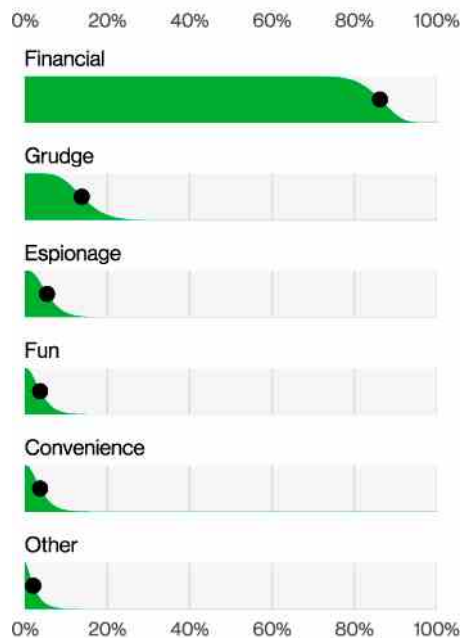 0% 20% 40% 60% 80% 100%
Financial
Grudge
Espionage
Fun
Convenience
Other
0% 20% 40% 60% 80% 100%